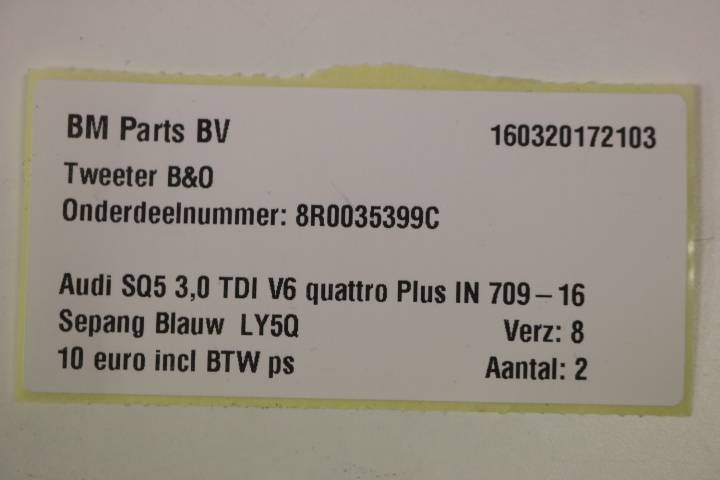 BM Parts BV 160320172103
Tweeter B&O
Onderdeelnummer: 8R0035399C
Audi SQ5 3,0 TDI V6 quattro Plus IN 709-16
Sepang Blauw LY5Q Verz: 8
10 euro incl BTW ps Aantal: 2